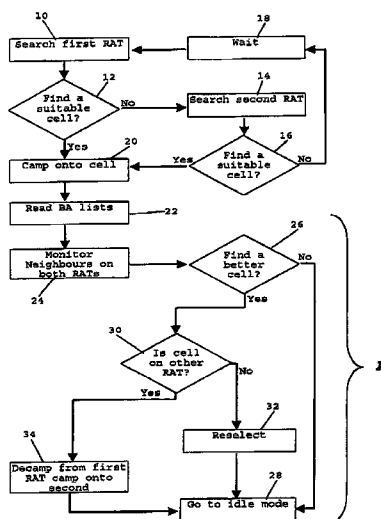 10
18
Search first RAT
Wait
12
14
Find a
suitable
cell?
No
Search second RAT
16
20
Yes
Yes
Find a
suitable
cell?
No
Camp onto cell
Read BA lists
22
26
Monitor
Neighbours on
both RATs
24
Find a
better
cell?
No
Yes
30
Is cell
on other
RAT?
No
Yes
32
Reselect
34
Decamp from first
RAT camp onto
second
28
Go to idle mode